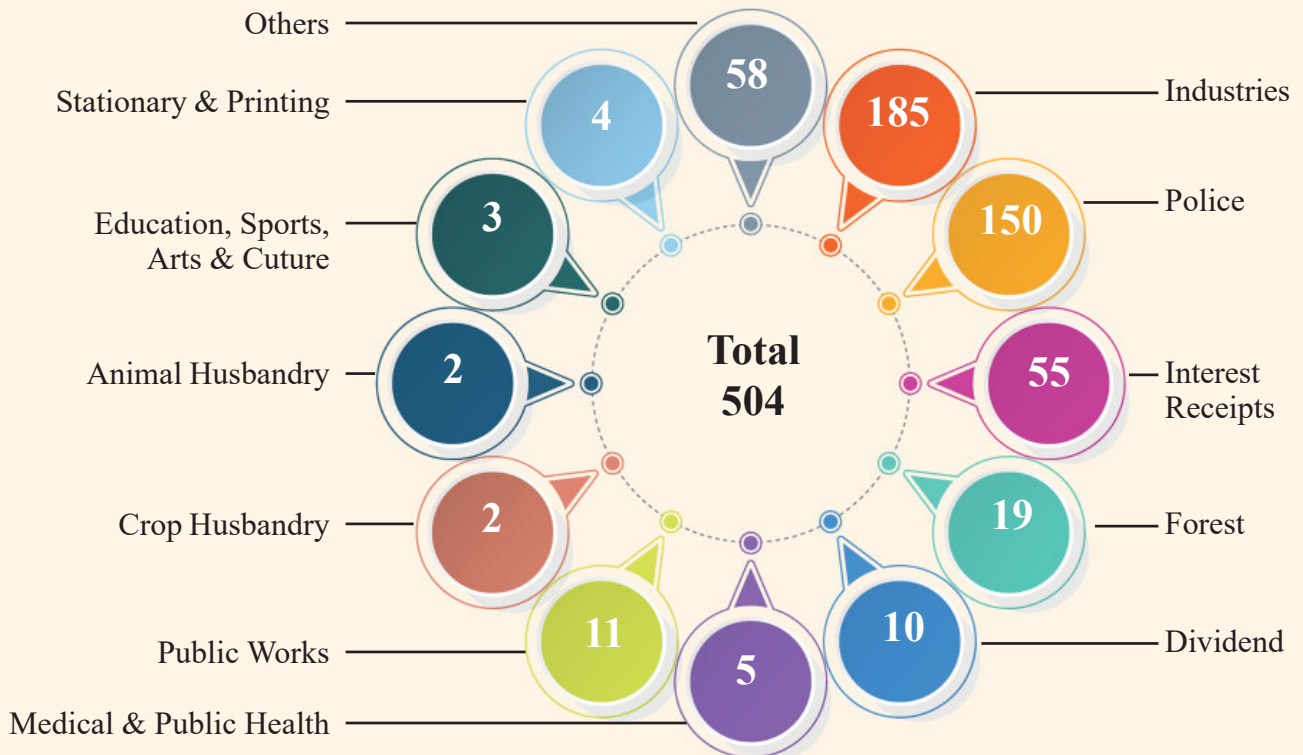 Others
58
Industries
185
Stationary & Printing
4
Police
150
Education, Sports,
Arts & Cuture
3
Total
504
Animal Husbandry
2
55
Interest
Receipts
Crop Husbandry
2
19
Forest
Public Works
11
10
Dividend
Medical & Public Health
5